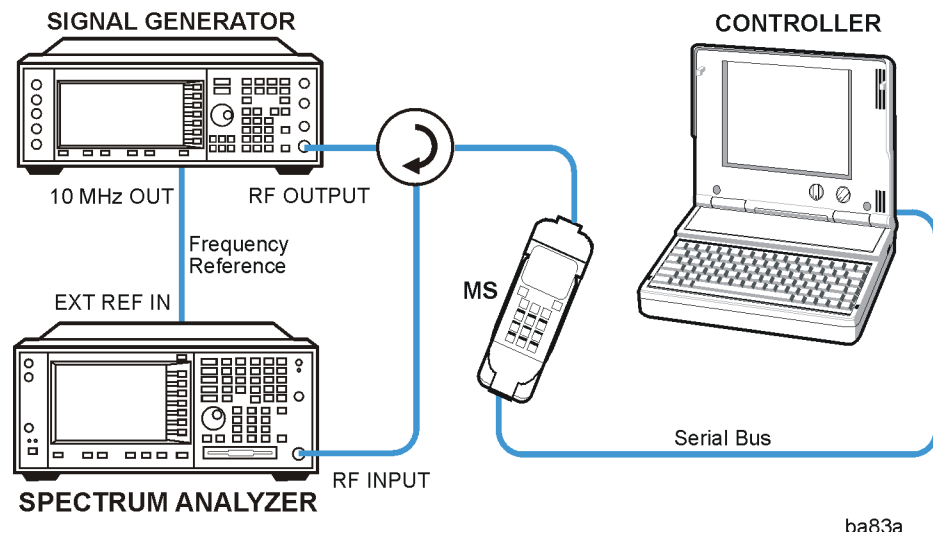 SIGNAL GENERATOR
CONTROLLER
10 MHz OUT
RF OUTPUT
Frequency
Reference
EXT REF IN
MS
Serial Bus
RF INPUT
SPECTRUM ANALYZER
ba83a